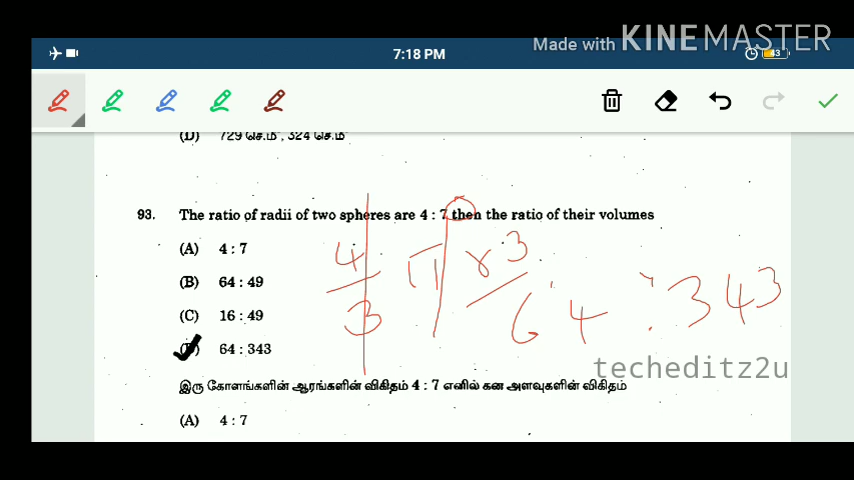 Made with KINEMASTER
7:18 PM
43
(D) 729 செ.மீ , 324 செ.மீ
93. The ratio of radii of two spheres are 4 : 7 then the ratio of their volumes
(A) 4 : 7
(B) 64 : 49
(C) 16 : 49
(D) 64 : 343
4/3 π r3
64 : 343
techeditz2u
இரு கோளங்களின் ஆரங்களின் விகிதம் 4 : 7 எனில் கன அளவுகளின் விகிதம்
(A) 4 : 7